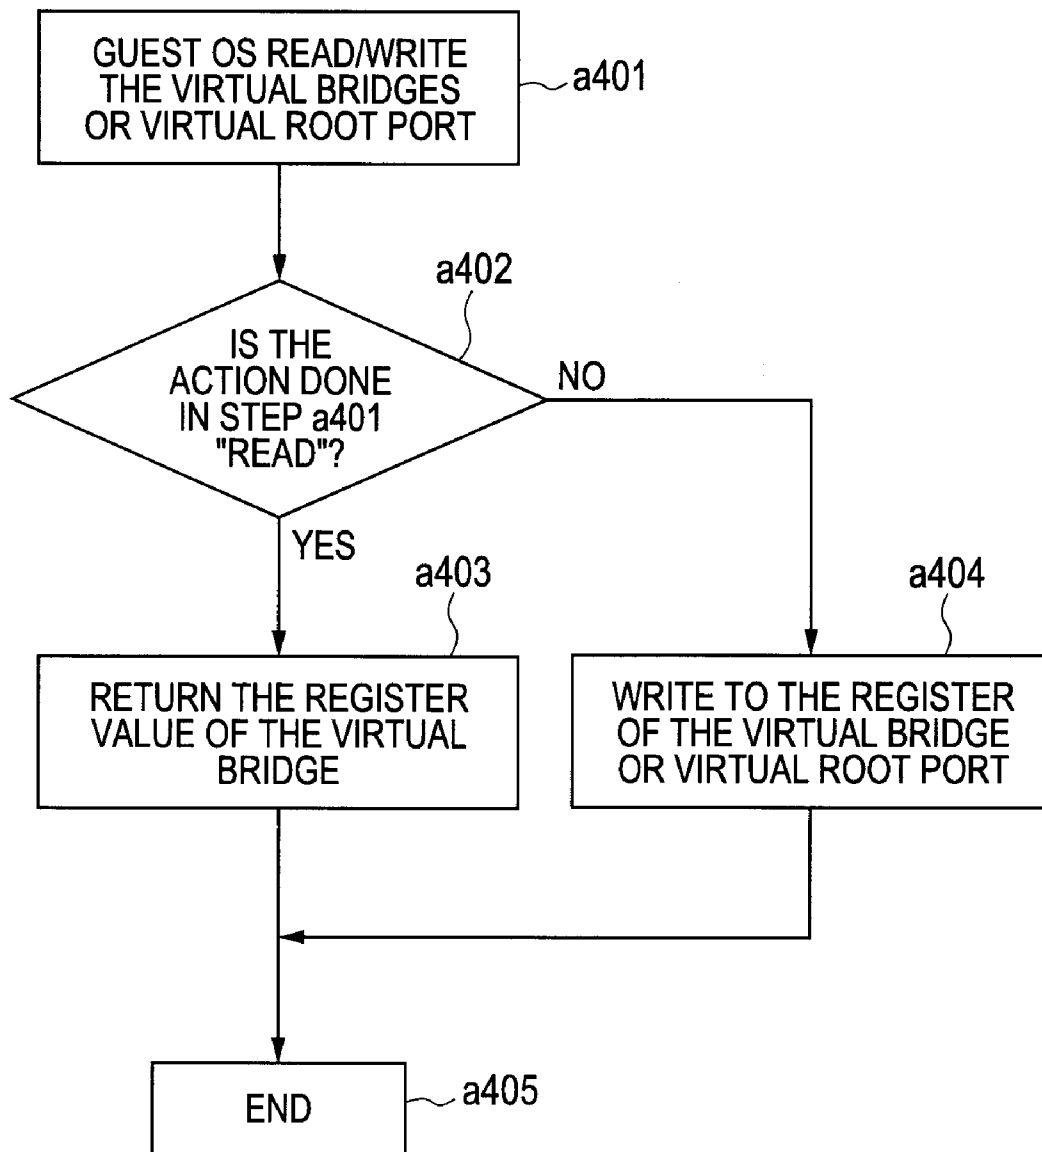 GUEST OS READ/WRITE
THE VIRTUAL BRIDGES
OR VIRTUAL ROOT PORT
a401
a402
IS THE
ACTION DONE
IN STEP a401
"READ"?
NO
YES
a403
a404
RETURN THE REGISTER
VALUE OF THE VIRTUAL
BRIDGE
WRITE TO THE REGISTER
OF THE VIRTUAL BRIDGE
OR VIRTUAL ROOT PORT
END
a405